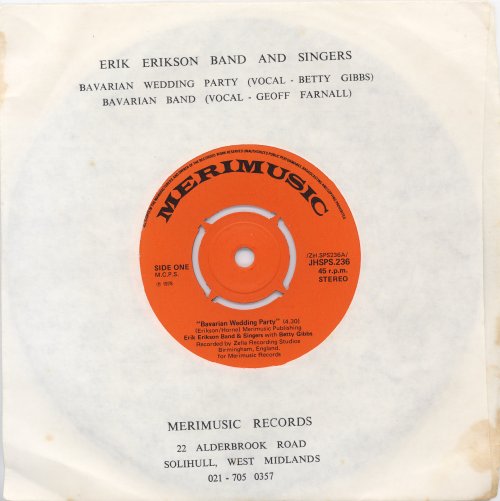 ERIK ERIKSON BAND AND SINGERS
BAVARIAN WEDDING PARTY (VOCAL - BETTY GIBBS)
BAVARIAN BAND (VOCAL - GEOFF FARNALL)
MERIMUSIC
SIDE ONE
M.C.P.S.
℗ 1978
/ZEL SPS236A/
JHSPS.236
45 r.p.m.
STEREO
"Bavarian Wedding Party" (4.30)
(Erikson/Horne) Merimusic Publishing
Erik Erikson Band & Singers with Betty Gibbs
Recorded by Zella Recording Studios
Birmingham, England.
for Merimusic Records
MERIMUSIC RECORDS
22 ALDERBROOK ROAD
SOLIHULL, WEST MIDLANDS
021 - 705 0357